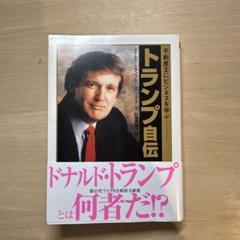 不動産王にビジネスを学ぶ
トランプ自伝
ドナルド・トランプ
とは何者だ!?